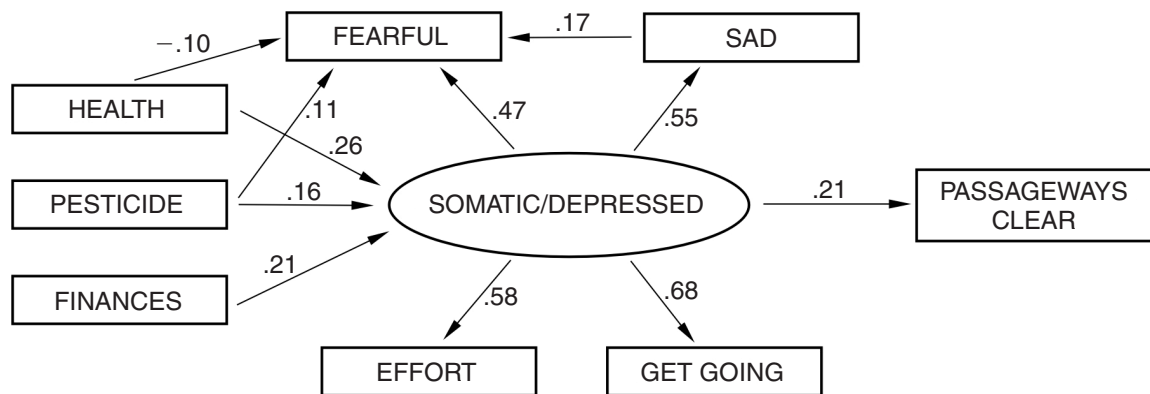 FEARFUL
.17
SAD
−.10
HEALTH
.11
.47
.55
.26
PESTICIDE
.16
SOMATIC/DEPRESSED
.21
PASSAGEWAYS
CLEAR
.21
FINANCES
.58
.68
EFFORT
GET GOING